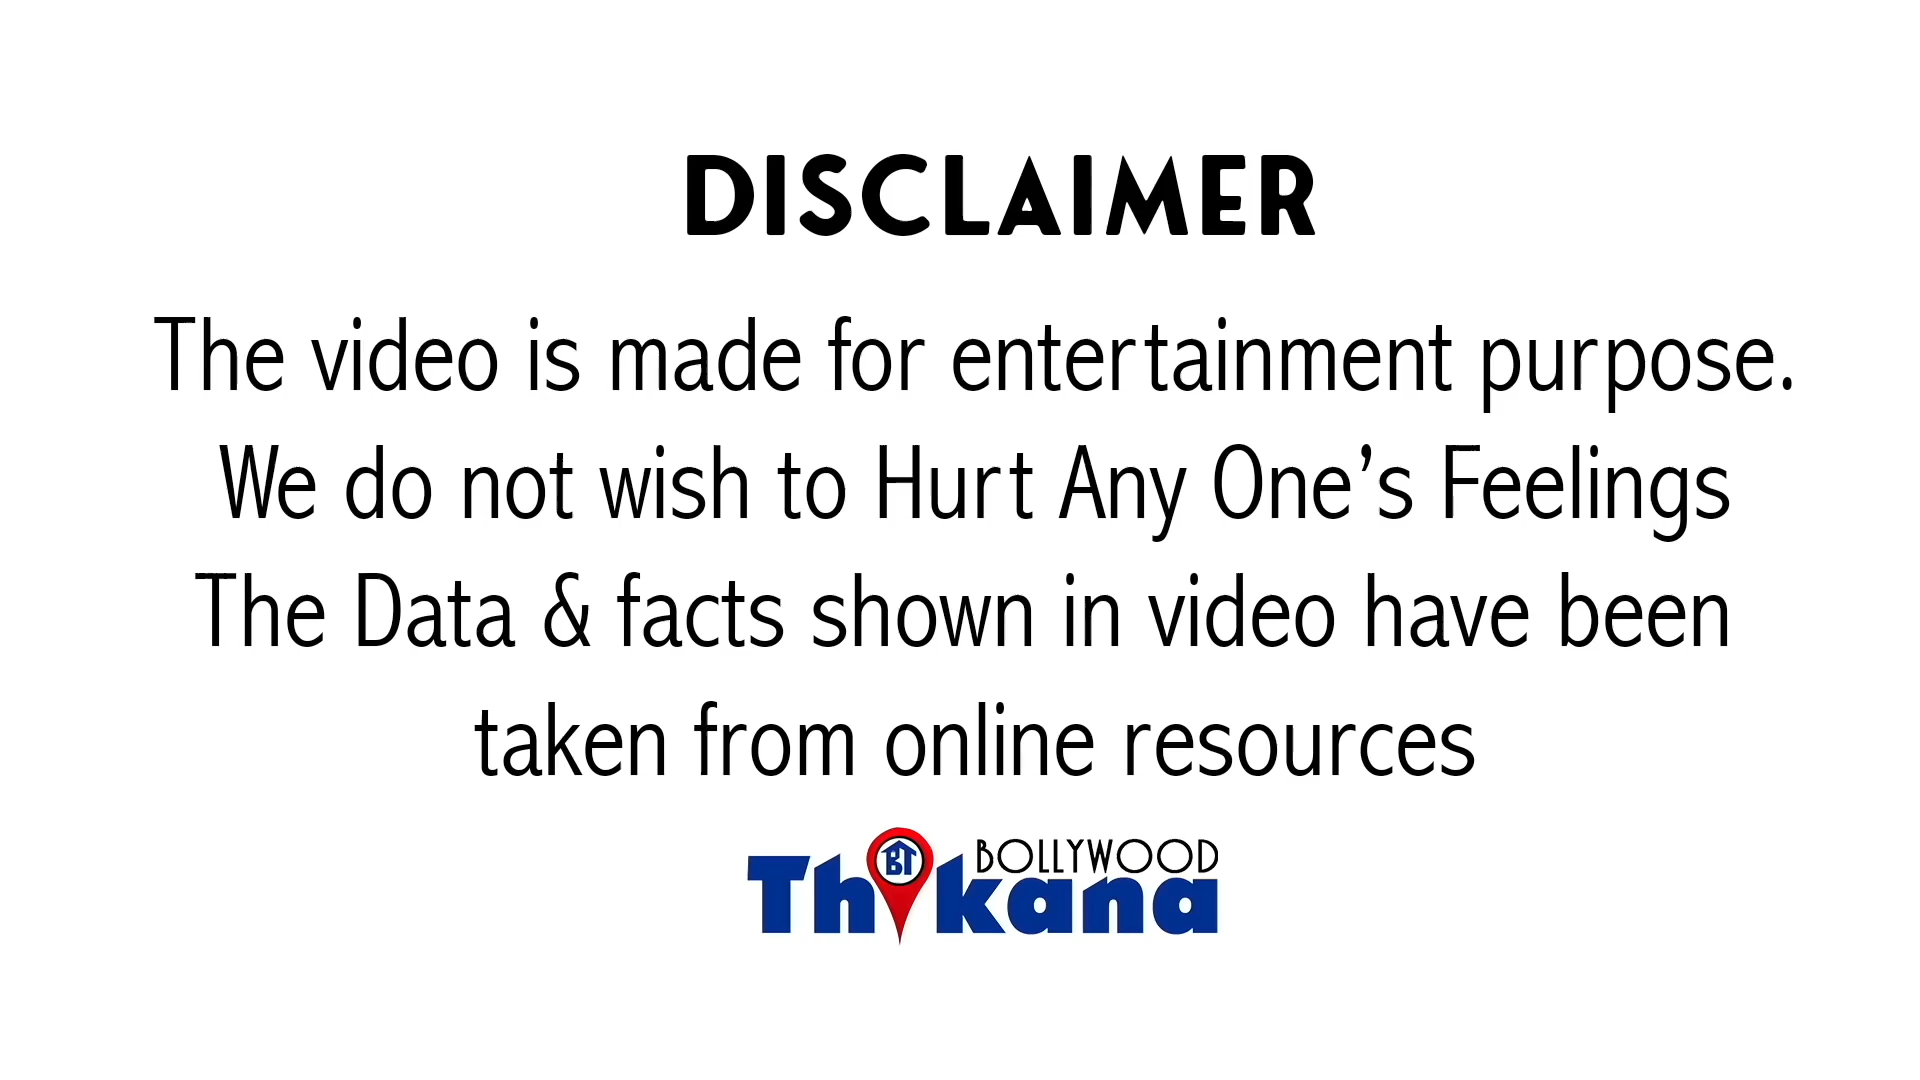 DISCLAIMER
The video is made for entertainment purpose.
We do not wish to Hurt Any One’s Feelings
The Data & facts shown in video have been
taken from online resources
BOLLYWOOD
BT
Thikana